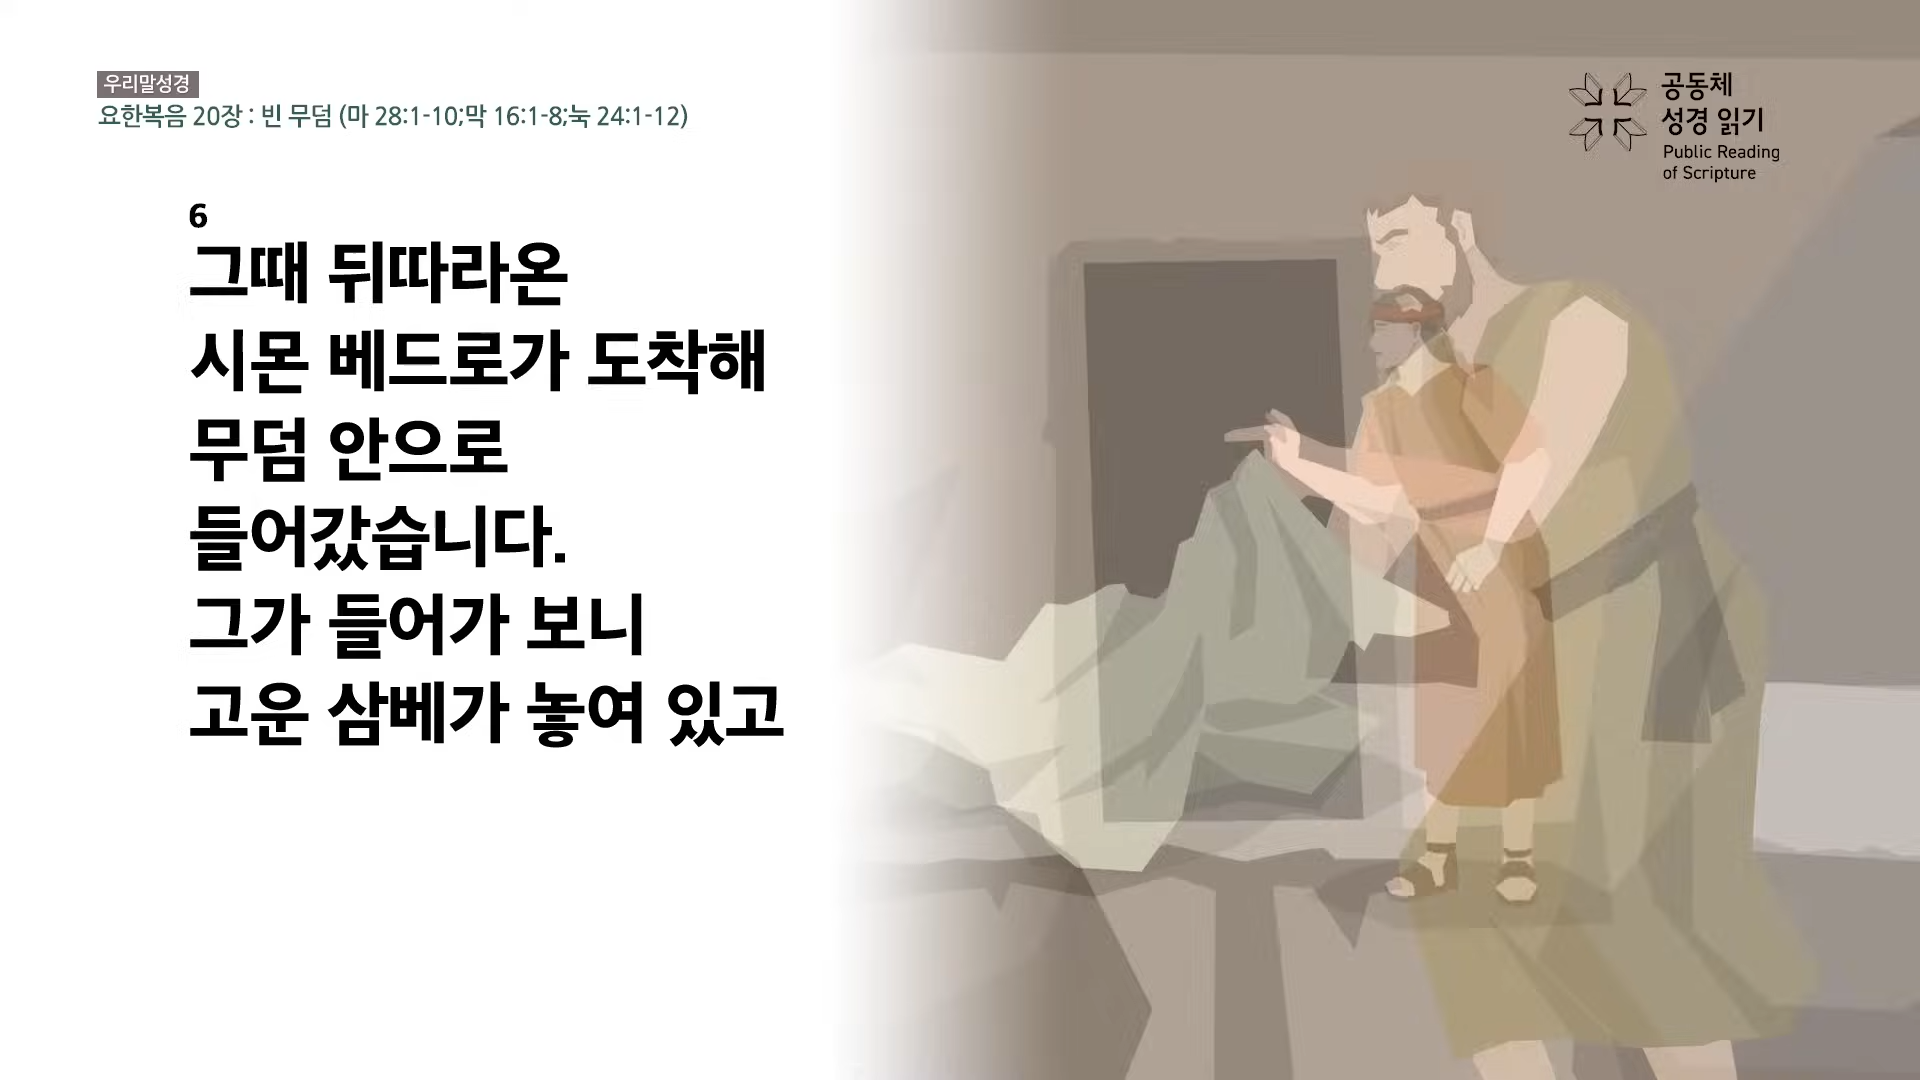 우리말성경
요한복음 20장 : 빈 무덤 (마 28:1-10;막 16:1-8;눅 24:1-12)
공동체
성경 읽기
Public Reading
of Scripture
6
그때 뒤따라온
시몬 베드로가 도착해
무덤 안으로
들어갔습니다.
그가 들어가 보니
고운 삼베가 놓여 있고